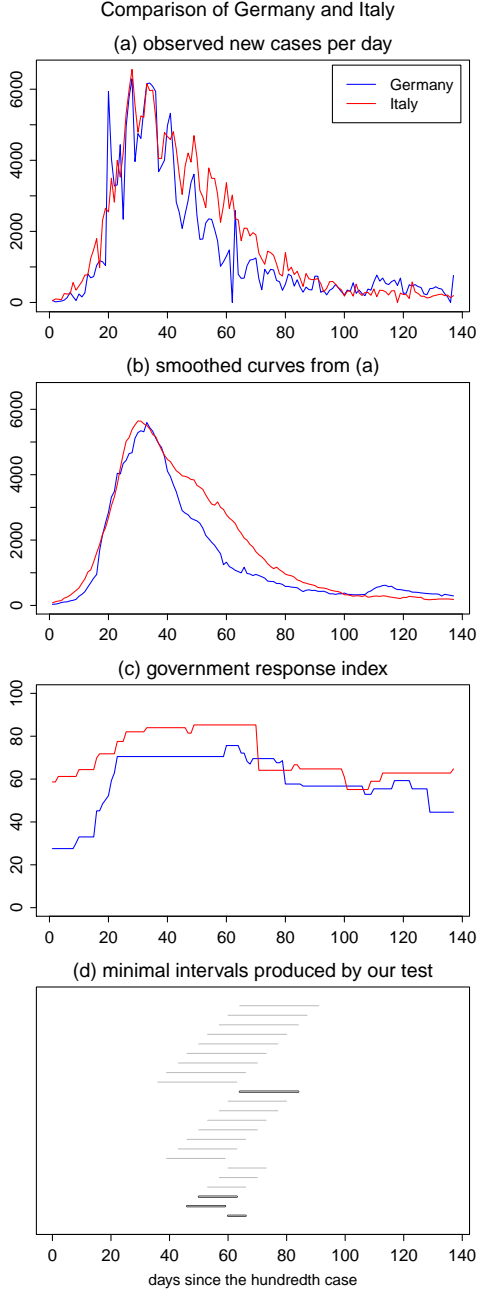 Comparison of Germany and Italy
(a) observed new cases per day
Germany
Italy
0 2000 4000 6000
0 20 40 60 80 100 120 140
(b) smoothed curves from (a)
0 2000 4000 6000
0 20 40 60 80 100 120 140
(c) government response index
0 20 40 60 80 100
0 20 40 60 80 100 120 140
(d) minimal intervals produced by our test
0 20 40 60 80 100 120 140
days since the hundredth case